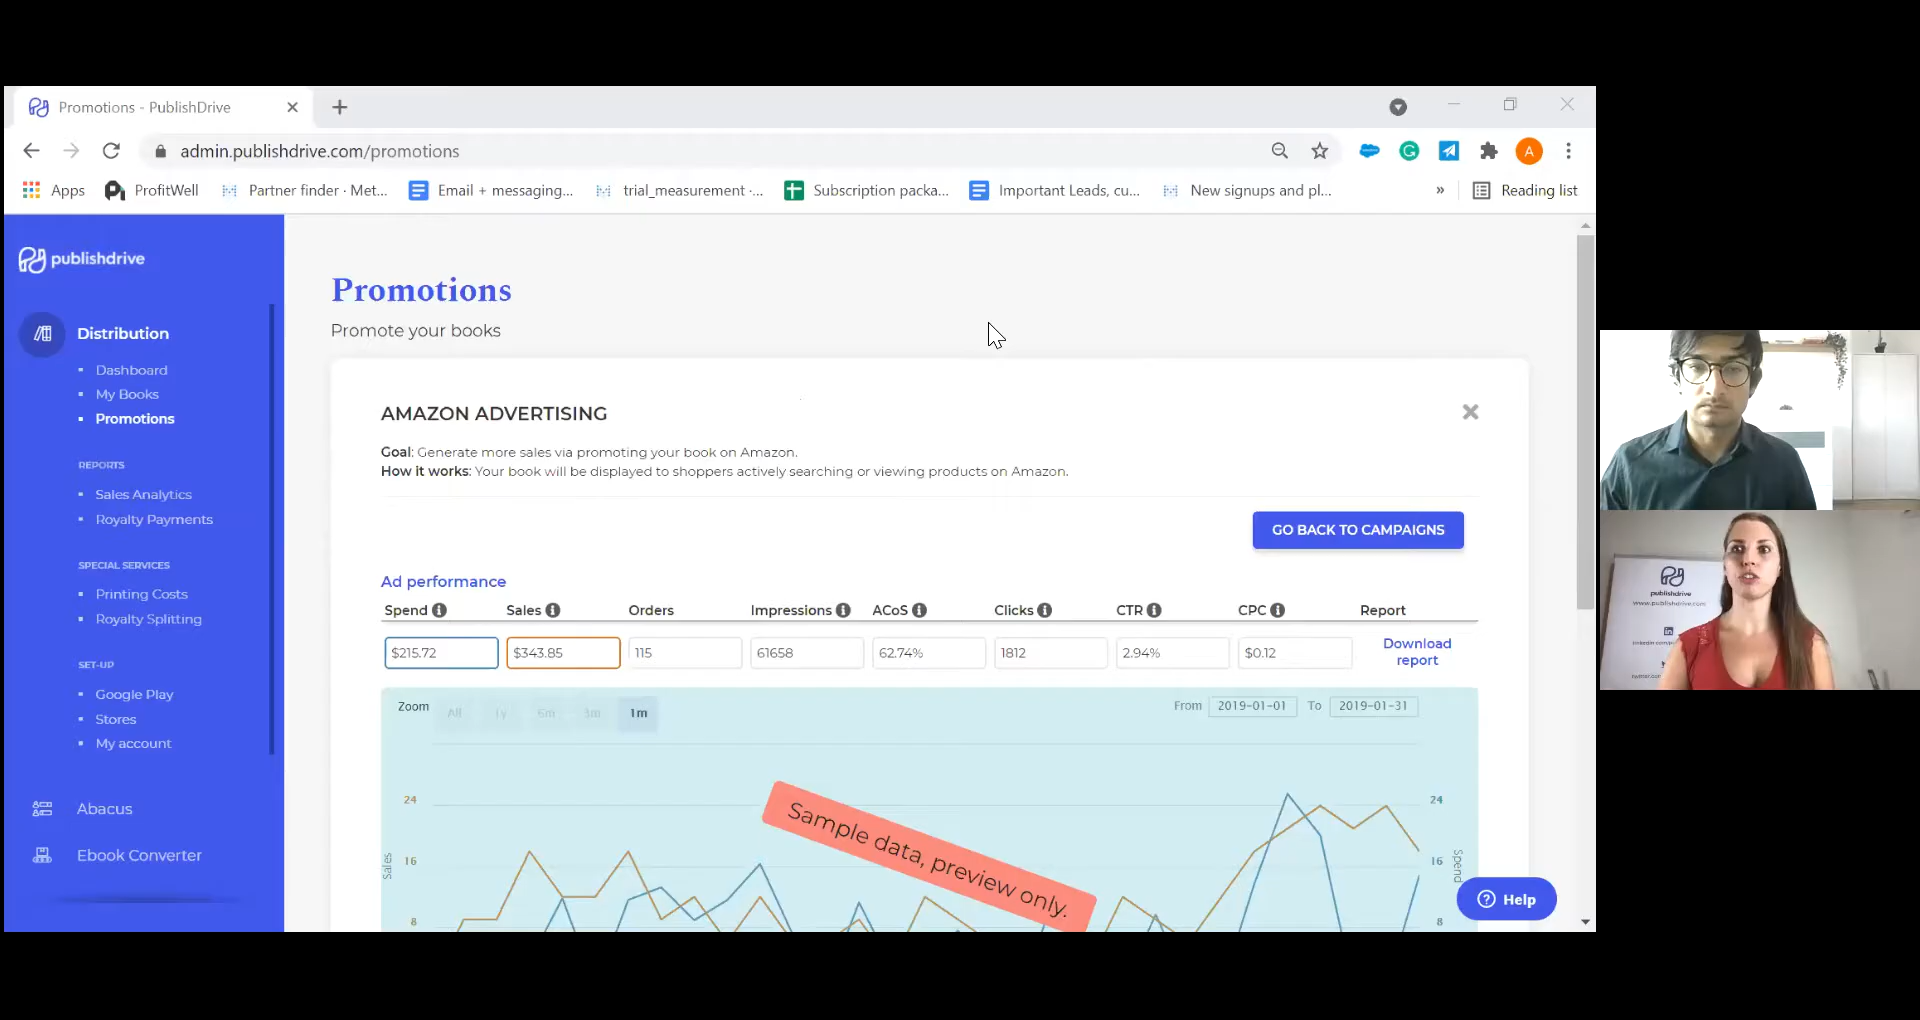 Promotions - PublishDrive
admin.publishdrive.com/promotions
A
Apps
ProfitWell
Partner finder · Met...
Email + messaging...
trial_measurement ·...
Subscription packa...
Important Leads, cu...
New signups and pl...
»
Reading list
publishdrive
Distribution
Dashboard
My Books
Promotions
REPORTS
Sales Analytics
Royalty Payments
SPECIAL SERVICES
Printing Costs
Royalty Splitting
SET-UP
Google Play
Stores
My account
Abacus
Ebook Converter
Promotions
Promote your books
AMAZON ADVERTISING
Goal: Generate more sales via promoting your book on Amazon.
How it works: Your book will be displayed to shoppers actively searching or viewing products on Amazon.
GO BACK TO CAMPAIGNS
Ad performance
Spend Sales Orders Impressions ACoS Clicks CTR CPC Report
$215.72 $343.85 115 61658 62.74% 1812 2.94% $0.12 Download report
Zoom All 1y 6m 3m 1m From 2019-01-01 To 2019-01-31
24 24
16 16
8 8
Sales
Spend
Sample data, preview only.
Help
publishdrive
www.publishdrive.com